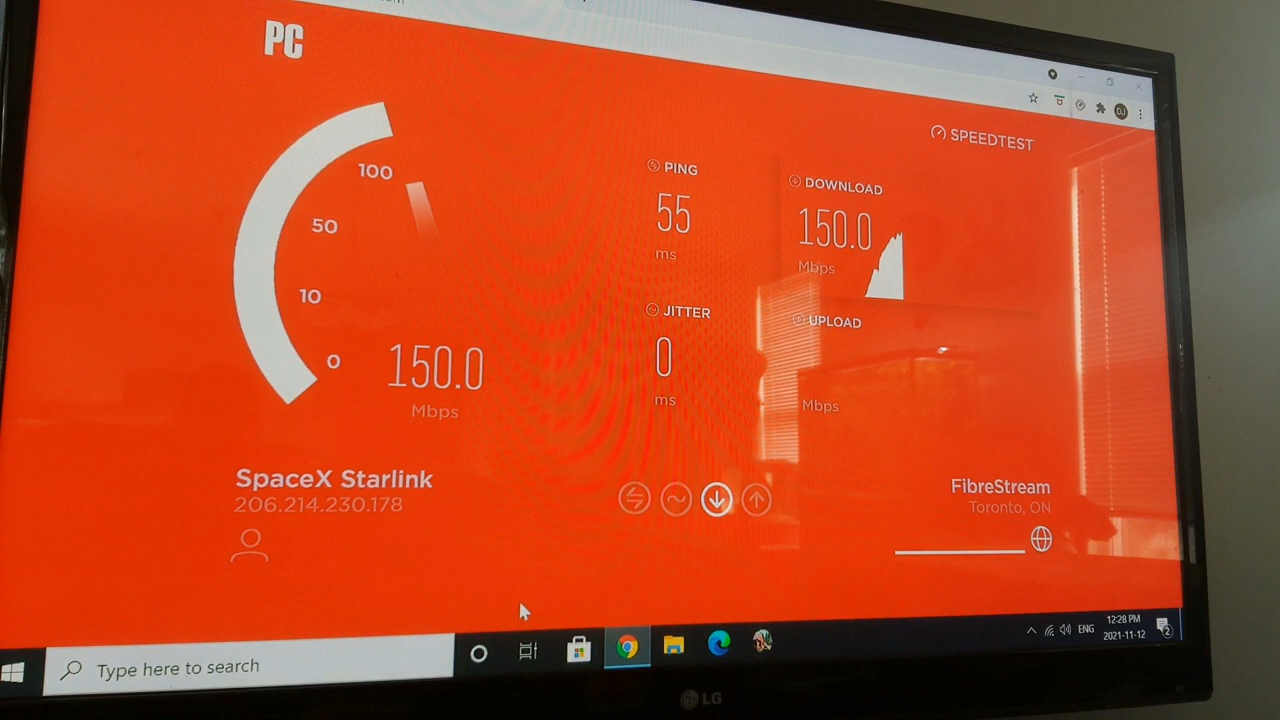 PC
SPEEDTEST
100
50
10
0
150.0
Mbps
PING
55
ms
DOWNLOAD
150.0
Mbps
JITTER
0
ms
UPLOAD
Mbps
SpaceX Starlink
206.214.230.178
FibreStream
Toronto, ON
DJ
Type here to search
ENG
12:28 PM
2021-11-12
2
LG